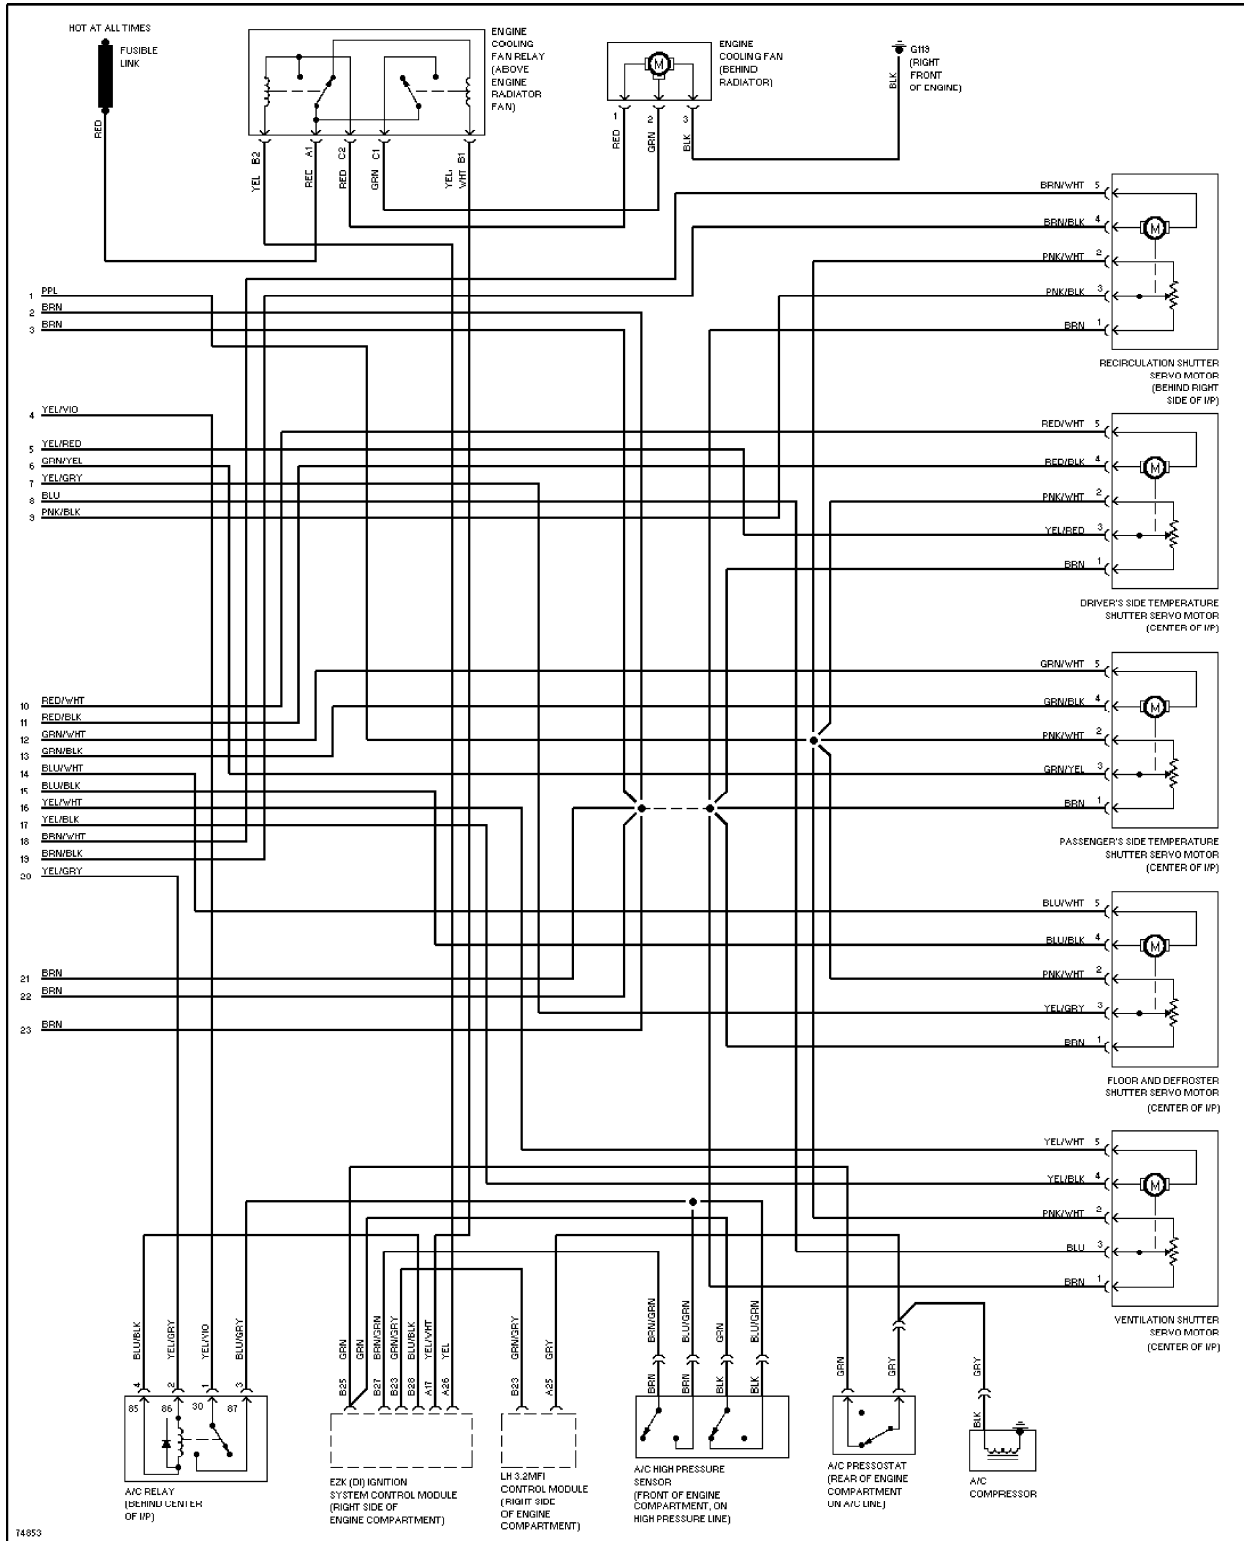 HOT AT ALL TIMES
FUSIBLE
LINK
RED
ENGINE
COOLING
FAN RELAY
(ABOVE
ENGINE
RADIATOR
FAN)
ENGINE
COOLING FAN
(BEHIND
RADIATOR)
G119
(RIGHT
FRONT
OF ENGINE)
BLK
M
B2 A1 C2 C1 B1
YEL RED RED GRN YEL/WHT
1 2 3
RED GRN BLK
1 PPL
2 BRN
3 BRN
4 YEL/VIO
5 YEL/RED
6 GRN/YEL
7 YEL/GRY
8 BLU
9 PNK/BLK
10 RED/WHT
11 RED/BLK
12 GRN/WHT
13 GRN/BLK
14 BLU/WHT
15 BLU/BLK
16 YEL/WHT
17 YEL/BLK
18 BRN/WHT
19 BRN/BLK
20 YEL/GRY
21 BRN
22 BRN
23 BRN
BRN/WHT 5
BRN/BLK 4
M
PNK/WHT 2
PNK/BLK 3
BRN 1
RECIRCULATION SHUTTER
SERVO MOTOR
(BEHIND RIGHT
SIDE OF I/P)
RED/WHT 5
RED/BLK 4
M
PNK/WHT 2
YEL/RED 3
BRN 1
DRIVER'S SIDE TEMPERATURE
SHUTTER SERVO MOTOR
(CENTER OF I/P)
GRN/WHT 5
GRN/BLK 4
M
PNK/WHT 2
GRN/YEL 3
BRN 1
PASSENGER'S SIDE TEMPERATURE
SHUTTER SERVO MOTOR
(CENTER OF I/P)
BLU/WHT 5
BLU/BLK 4
M
PNK/WHT 2
YEL/GRY 3
BRN 1
FLOOR AND DEFROSTER
SHUTTER SERVO MOTOR
(CENTER OF I/P)
YEL/WHT 5
YEL/BLK 4
M
PNK/WHT 2
BLU 3
BRN 1
VENTILATION SHUTTER
SERVO MOTOR
(CENTER OF I/P)
BLU/BLK YEL/GRY YEL/VIO BLU/GRY
4 2 1 3
85 86 30 87
A/C RELAY
(BEHIND CENTER
OF I/P)
GRN GRN BRN/GRN GRN/GRY BLU/BLK YEL/WHT YEL
B25 B27 B23 B28 A17 A26
EZK (DI) IGNITION
SYSTEM CONTROL MODULE
(RIGHT SIDE OF
ENGINE COMPARTMENT)
GRN/GRY GRY
B23 A25
LH 3.2MFI
CONTROL MODULE
(RIGHT SIDE
OF ENGINE
COMPARTMENT)
BRN/GRN BLU/GRN GRN BLU/GRN
BRN BRN BLK BLK
A/C HIGH PRESSURE
SENSOR
(FRONT OF ENGINE
COMPARTMENT, ON
HIGH PRESSURE LINE)
GRN GRY
A/C PRESSOSTAT
(REAR OF ENGINE
COMPARTMENT
ON A/C LINE)
GRY
BLK
A/C
COMPRESSOR
74853